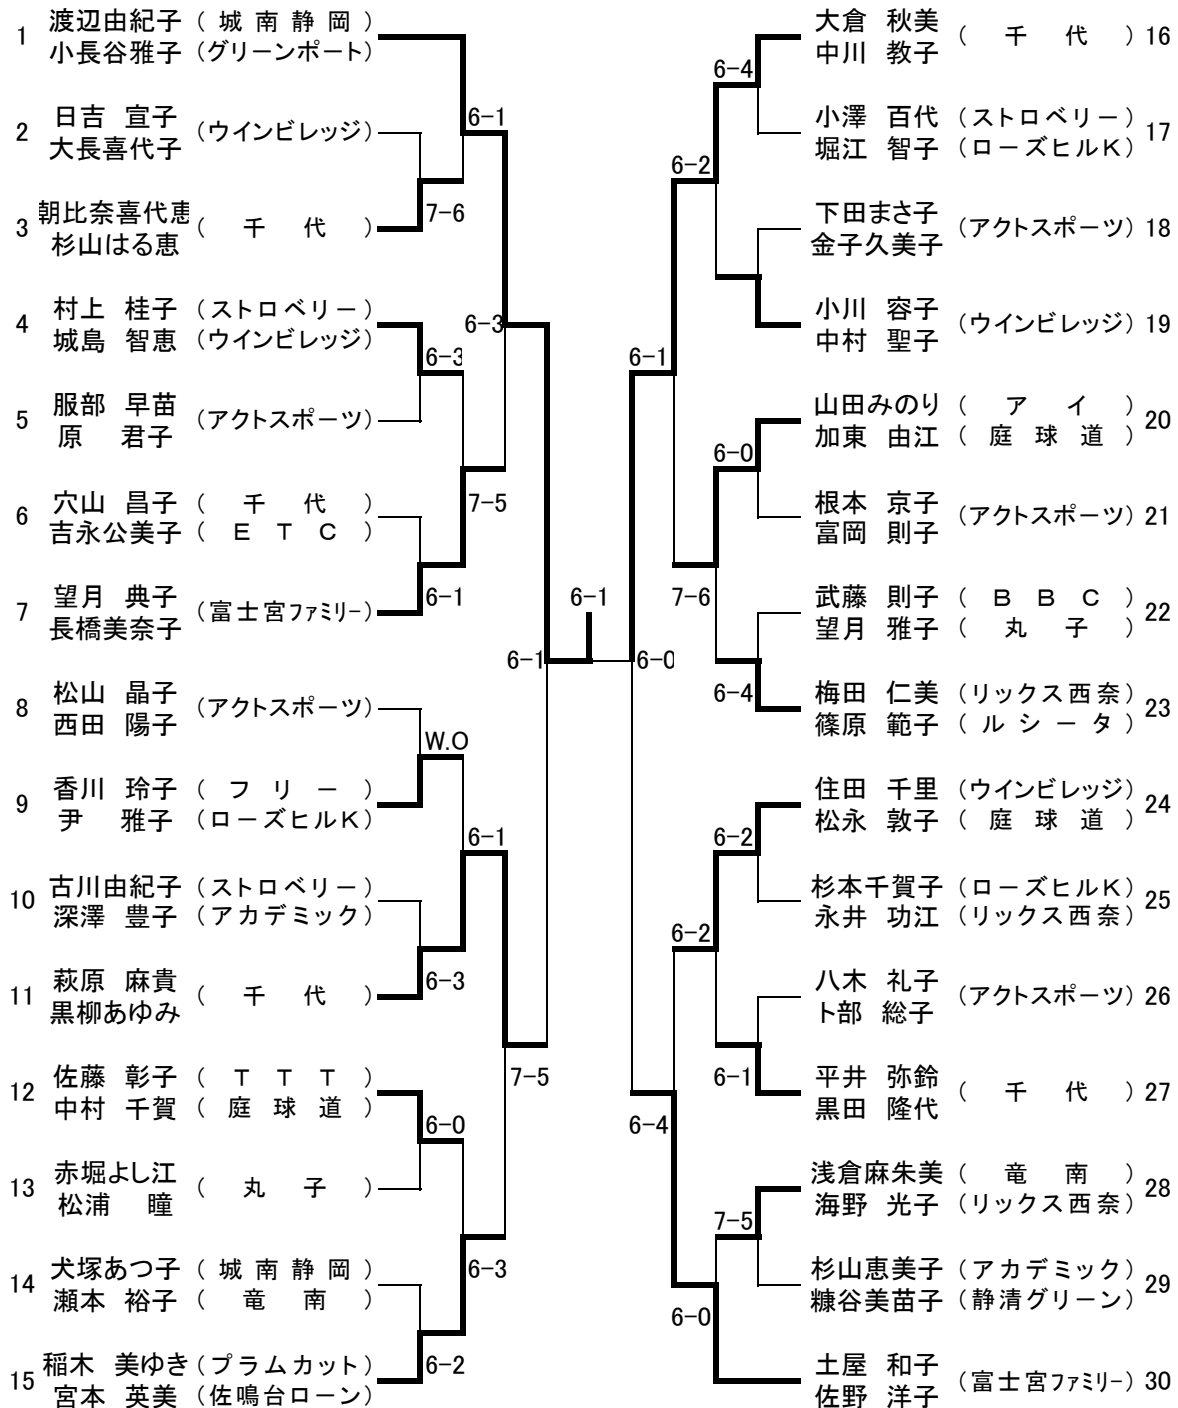 1 渡辺由紀子 (城南静岡)
小長谷雅子 (グリーンポート)
2 日吉 宣子 (ウインビレッジ)
大長喜代子
3 朝比奈喜代恵 (千代)
杉山はる恵
4 村上 桂子 (ストロベリー)
城島 智恵 (ウインビレッジ)
5 服部 早苗 (アクトスポーツ)
原 君子
6 穴山 昌子 (千代)
吉永公美子 (ETC)
7 望月 典子 (富士宮ファミリー)
長橋美奈子
8 松山 晶子 (アクトスポーツ)
西田 陽子
9 香川 玲子 (フリー)
尹 雅子 (ローズヒルK)
10 古川由紀子 (ストロベリー)
深澤 豊子 (アカデミック)
11 萩原 麻貴 (千代)
黒柳あゆみ
12 佐藤 彰子 (TTT)
中村 千賀 (庭球道)
13 赤堀よし江 (丸子)
松浦 瞳
14 犬塚あつ子 (城南静岡)
瀬本 裕子 (竜南)
15 稲木 美ゆき (プラムカット)
宮本 英美 (佐鳴台ローン)
6-1
7-6
6-3
6-3
7-5
6-1
6-1
W.O
6-1
6-3
7-5
6-0
6-3
6-2
6-1
6-0
6-4
6-2
6-1
6-0
7-6
6-4
6-2
6-2
6-1
6-4
7-5
6-0
大倉 秋美 (千代) 16
中川 教子
小澤 百代 (ストロベリー) 17
堀江 智子 (ローズヒルK)
下田まさ子 (アクトスポーツ) 18
金子久美子
小川 容子 (ウインビレッジ) 19
中村 聖子
山田みのり (アイ) 20
加東 由江 (庭球道)
根本 京子 (アクトスポーツ) 21
富岡 則子
武藤 則子 (BBC) 22
望月 雅子 (丸子)
梅田 仁美 (リックス西奈) 23
篠原 範子 (ルシータ)
住田 千里 (ウインビレッジ) 24
松永 敦子 (庭球道)
杉本千賀子 (ローズヒルK) 25
永井 功江 (リックス西奈)
八木 礼子 (アクトスポーツ) 26
ト部 総子
平井 弥鈴 (千代) 27
黒田 隆代
浅倉麻朱美 (竜南) 28
海野 光子 (リックス西奈)
杉山恵美子 (アカデミック) 29
糠谷美苗子 (静清グリーン)
土屋 和子 (富士宮ファミリー) 30
佐野 洋子